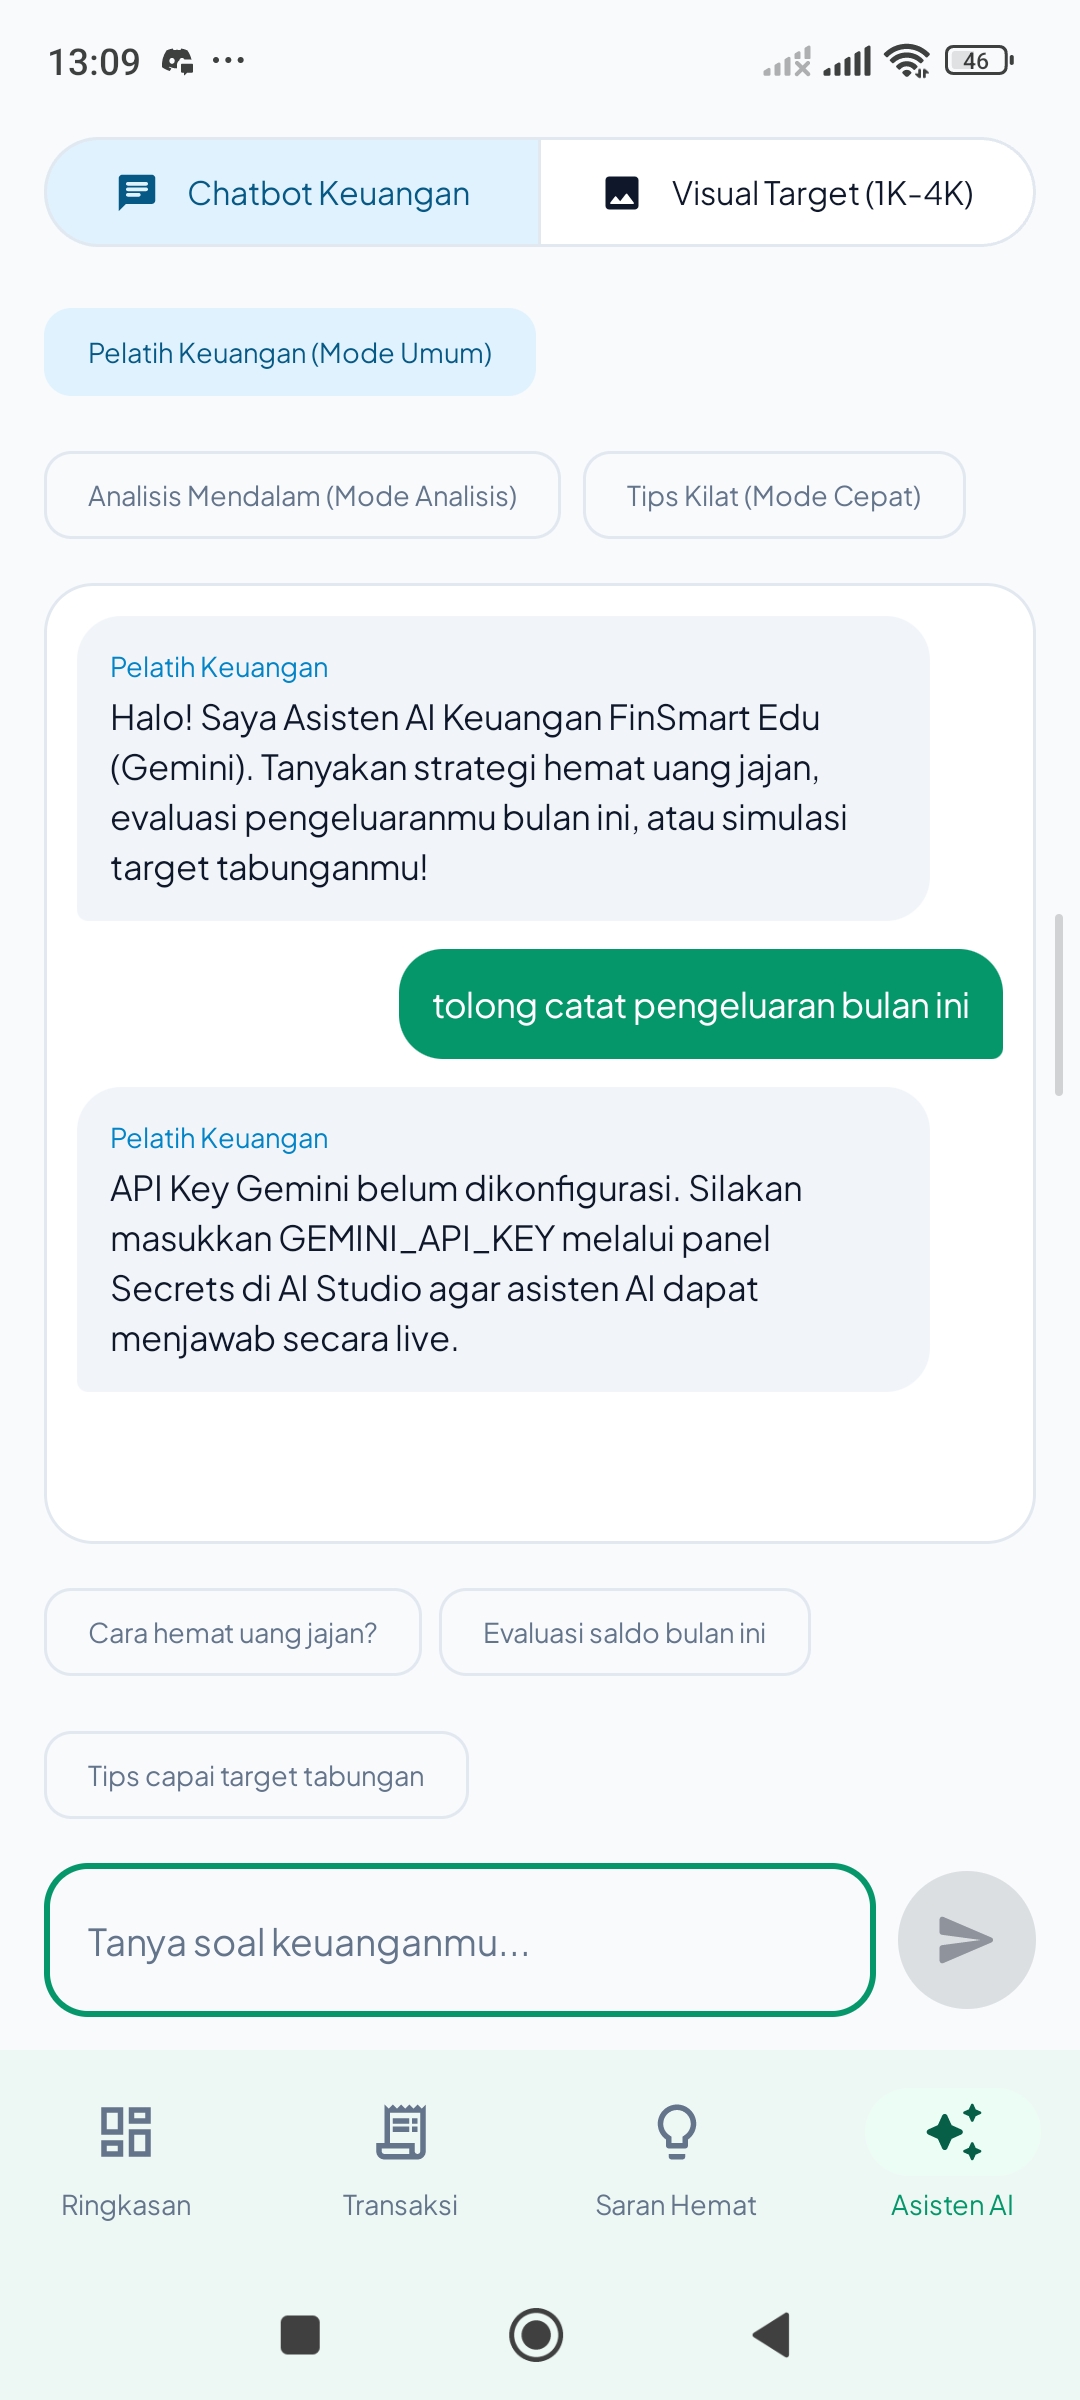 13:09
46
Chatbot Keuangan
Visual Target (1K-4K)
Pelatih Keuangan (Mode Umum)
Analisis Mendalam (Mode Analisis)
Tips Kilat (Mode Cepat)
Pelatih Keuangan
Halo! Saya Asisten AI Keuangan FinSmart Edu
(Gemini). Tanyakan strategi hemat uang jajan,
evaluasi pengeluaranmu bulan ini, atau simulasi
target tabunganmu!
tolong catat pengeluaran bulan ini
Pelatih Keuangan
API Key Gemini belum dikonfigurasi. Silakan
masukkan GEMINI_API_KEY melalui panel
Secrets di AI Studio agar asisten AI dapat
menjawab secara live.
Cara hemat uang jajan?
Evaluasi saldo bulan ini
Tips capai target tabungan
Tanya soal keuanganmu...
Ringkasan
Transaksi
Saran Hemat
Asisten AI